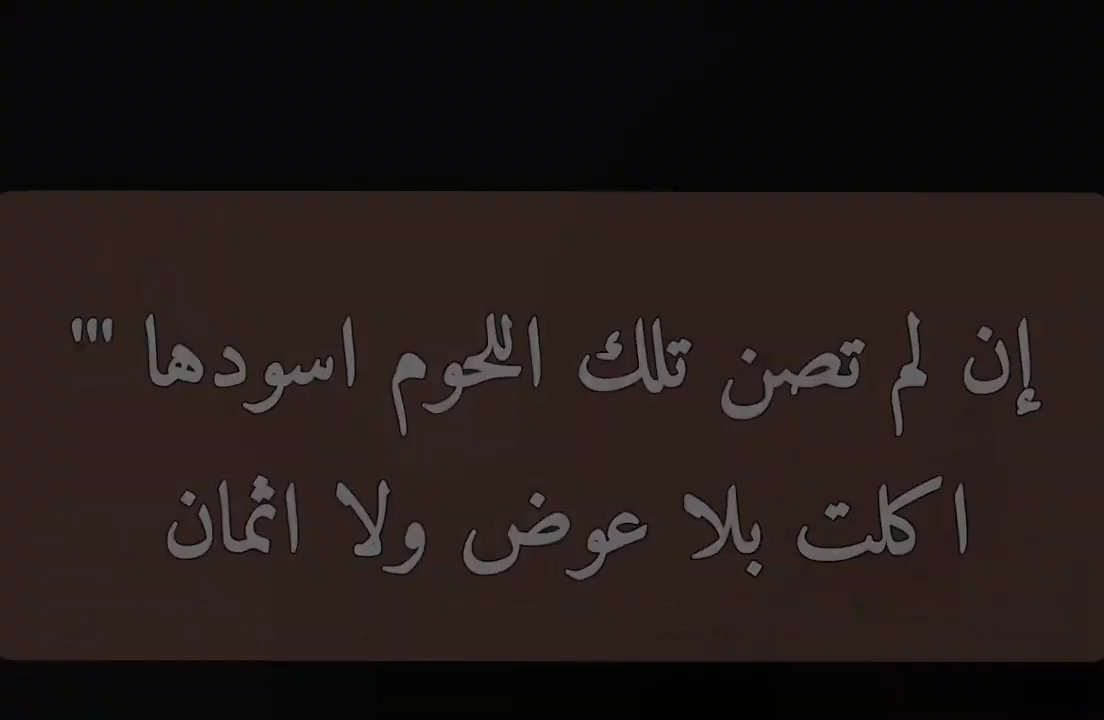 إن لم تصن تلك اللحوم اسودها '''
اكلت بلا عوض ولا اثمان